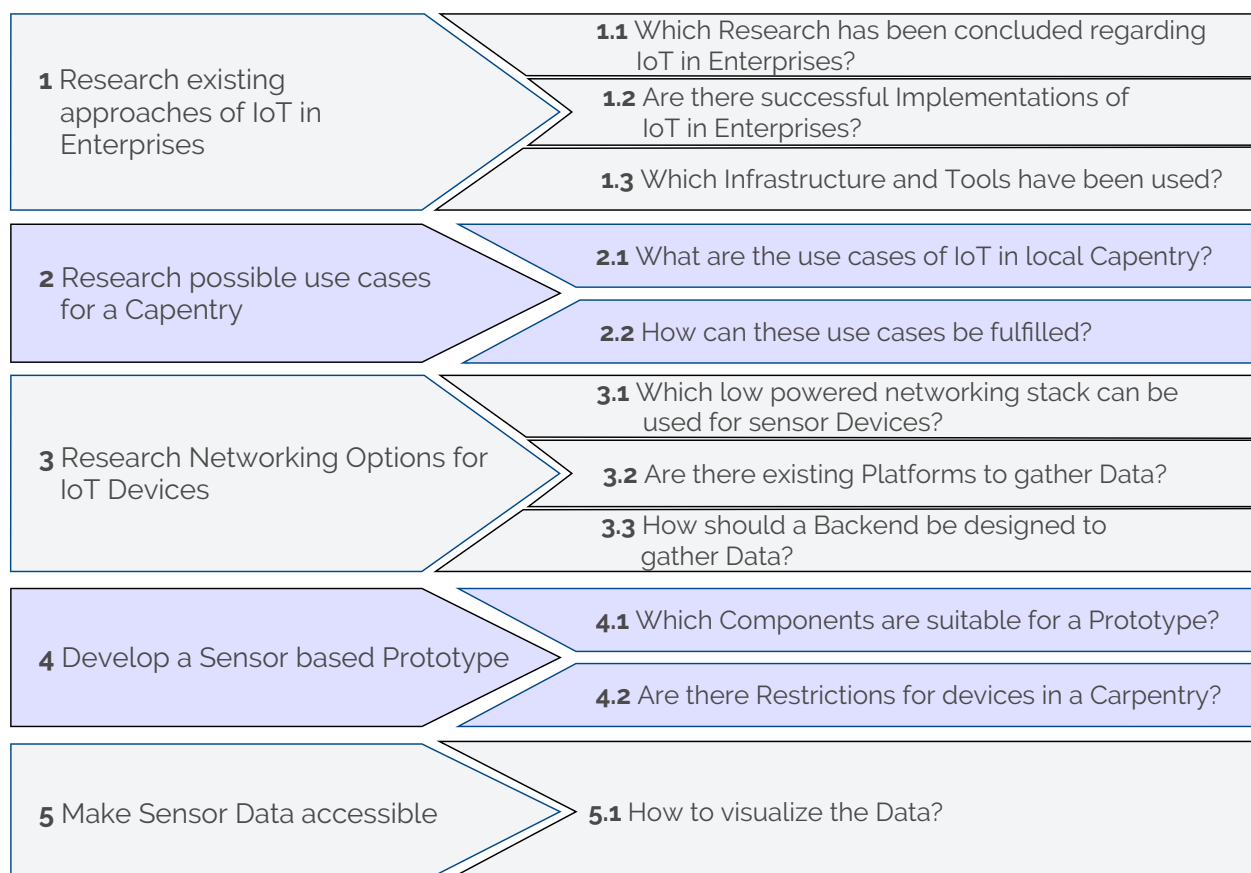 1 Research existing
approaches of IoT in
Enterprises
1.1 Which Research has been concluded regarding
IoT in Enterprises?
1.2 Are there successful Implementations of
IoT in Enterprises?
1.3 Which Infrastructure and Tools have been used?
2 Research possible use cases
for a Capentry
2.1 What are the use cases of IoT in local Capentry?
2.2 How can these use cases be fulfilled?
3 Research Networking Options for
IoT Devices
3.1 Which low powered networking stack can be
used for sensor Devices?
3.2 Are there existing Platforms to gather Data?
3.3 How should a Backend be designed to
gather Data?
4 Develop a Sensor based Prototype
4.1 Which Components are suitable for a Prototype?
4.2 Are there Restrictions for devices in a Carpentry?
5 Make Sensor Data accessible
5.1 How to visualize the Data?